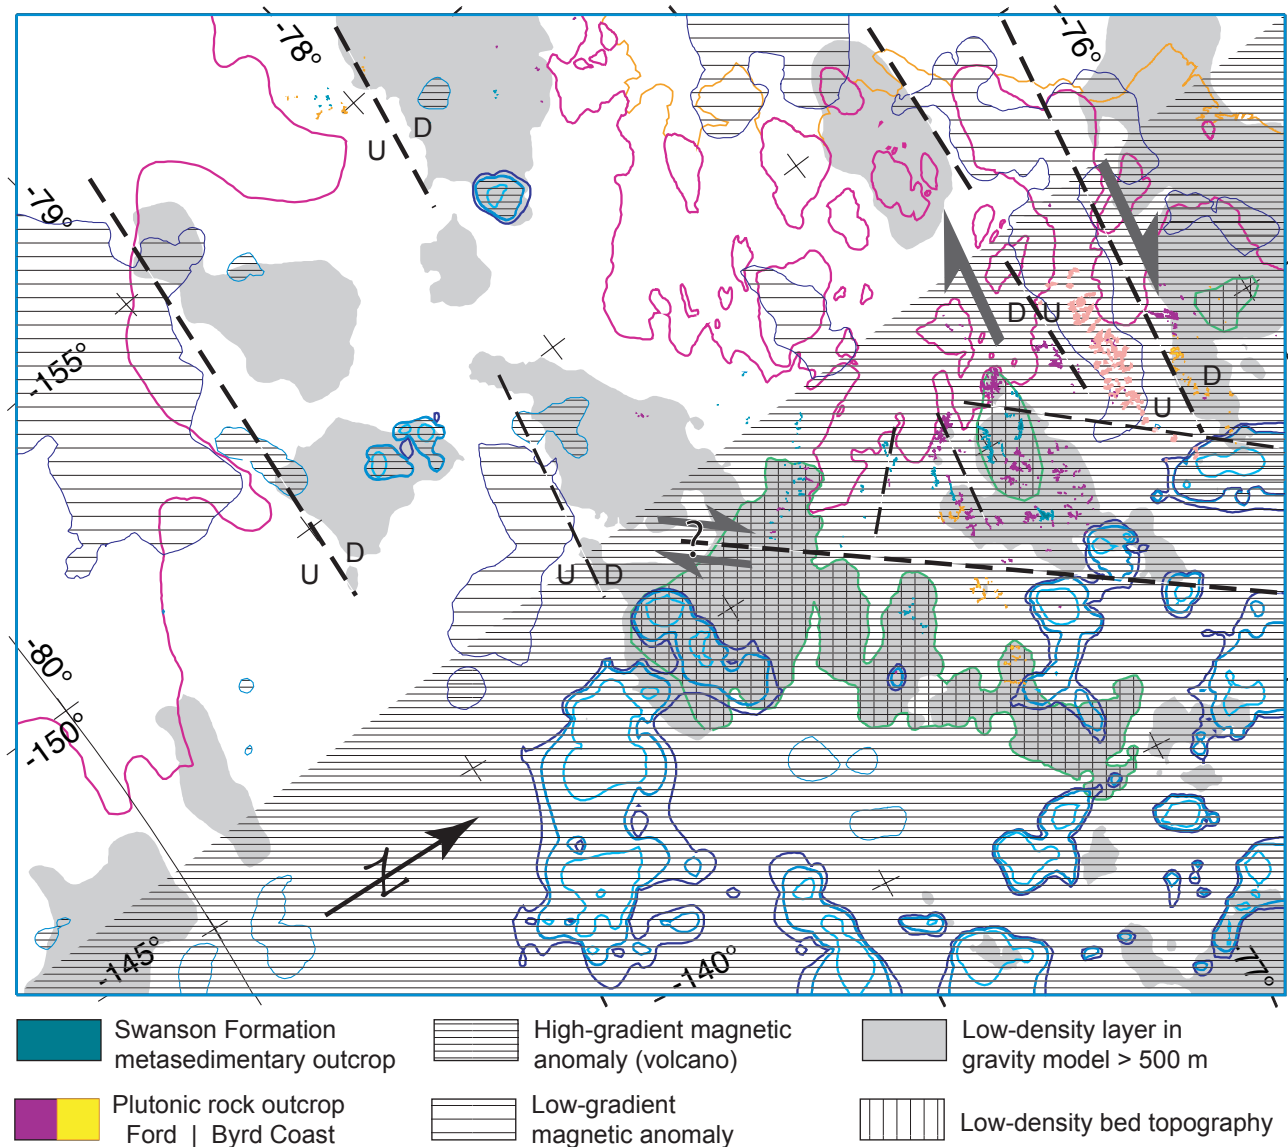 -78°
-76°
D
U
-79°
D
U
-155°
D
U
?
D
U
U
D
-80°
-150°
N
-145°
-140°
-77°
Swanson Formation
metasedimentary outcrop
High-gradient magnetic
anomaly (volcano)
Low-density layer in
gravity model > 500 m
Plutonic rock outcrop
Ford | Byrd Coast
Low-gradient
magnetic anomaly
Low-density bed topography